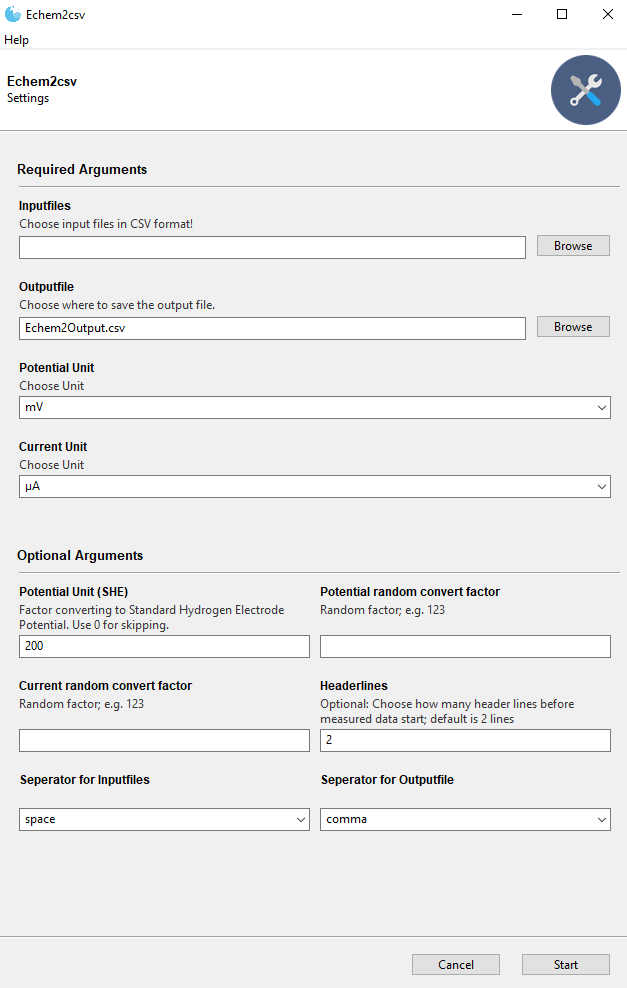 Echem2csv
Help
Echem2csv
Settings
Required Arguments
Inputfiles
Choose input files in CSV format!
Browse
Outputfile
Choose where to save the output file.
Echem2Output.csv
Browse
Potential Unit
Choose Unit
mV
Current Unit
Choose Unit
µA
Optional Arguments
Potential Unit (SHE)
Factor converting to Standard Hydrogen Electrode
Potential. Use 0 for skipping.
200
Potential random convert factor
Random factor; e.g. 123
Current random convert factor
Random factor; e.g. 123
Headerlines
Optional: Choose how many header lines before
measured data start; default is 2 lines
2
Seperator for Inputfiles
space
Seperator for Outputfile
comma
Cancel
Start